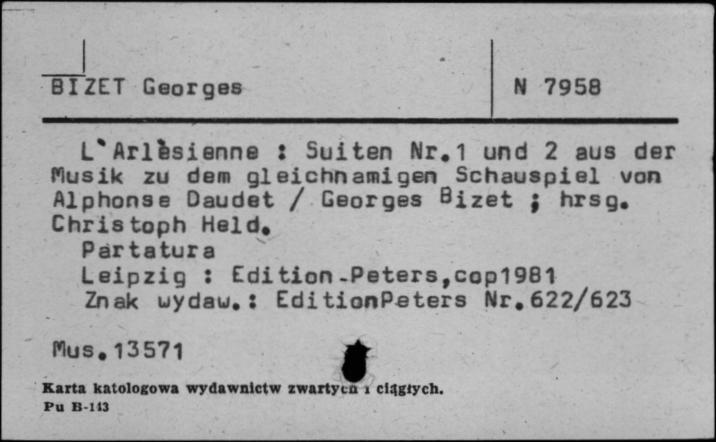 BIZET Georges N 7958
L`Arlèsienne : Suiten Nr.1 und 2 aus der
Musik zu dem gleichnamigen Schauspiel von
Alphonse Daudet / Georges Bizet ; hrsg.
Christoph Held.
Partatura
Leipzig : Edition-Peters,cop1981
Znak wydaw.: EditionPeters Nr.622/623
Mus.13571
Karta katologowa wydawnictw zwartych i ciągłych.
Pu B-143